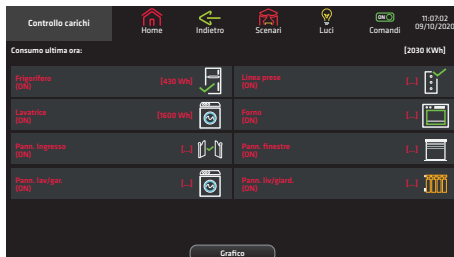 Controllo carichi
Home
Indietro
Scenari
Luci
ON
Comandi
11:07:02
09/10/2020
Consumo ultima ora:
[2030 KWh]
Frigorifero
(ON)
[430 Wh]
Linea prese
(ON)
[...]
Lavatrice
(ON)
[1600 Wh]
Forno
(ON)
[...]
Pann. Ingresso
(ON)
[...]
Pann. finestre
(ON)
[...]
Pann. lav/gar.
(ON)
[...]
Pann. liv/giard.
(ON)
[...]
Grafico